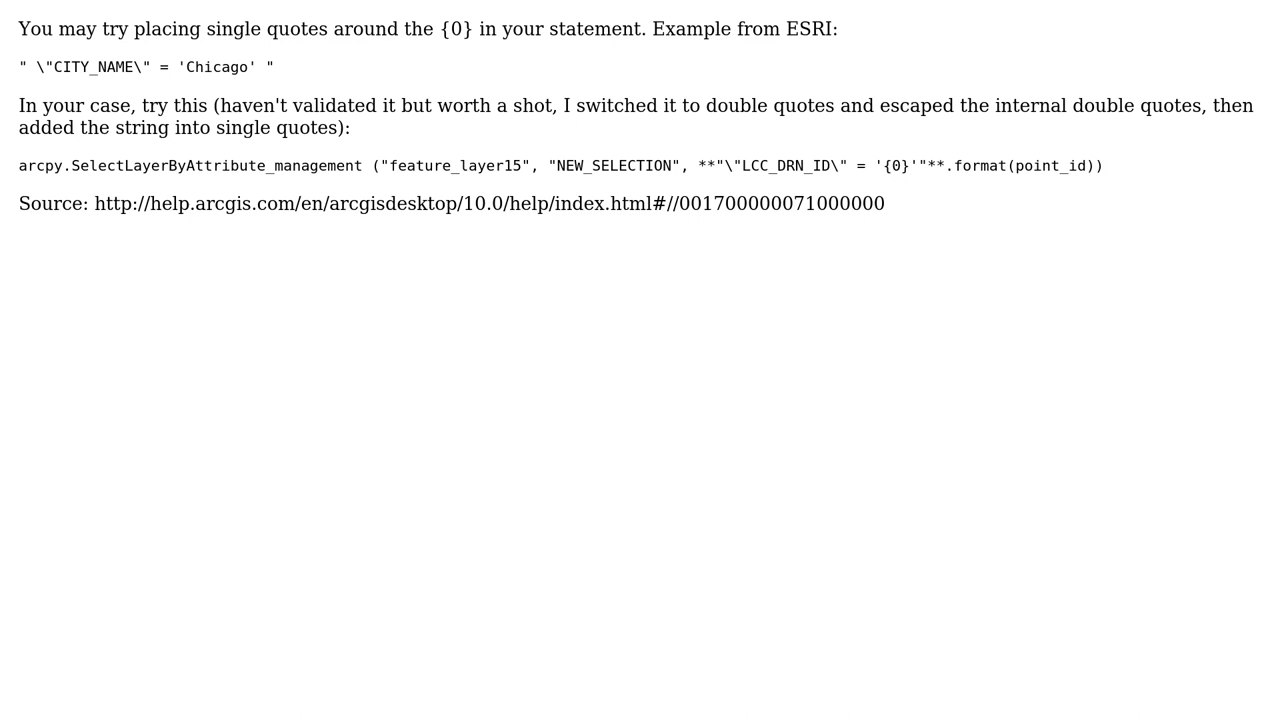 You may try placing single quotes around the {0} in your statement. Example from ESRI:
" \"CITY_NAME\" = 'Chicago' "
In your case, try this (haven't validated it but worth a shot, I switched it to double quotes and escaped the internal double quotes, then
added the string into single quotes):
arcpy.SelectLayerByAttribute_management ("feature_layer15", "NEW_SELECTION", **"\"LCC_DRN_ID\" = '{0}'"**.format(point_id))
Source: http://help.arcgis.com/en/arcgisdesktop/10.0/help/index.html#//001700000071000000